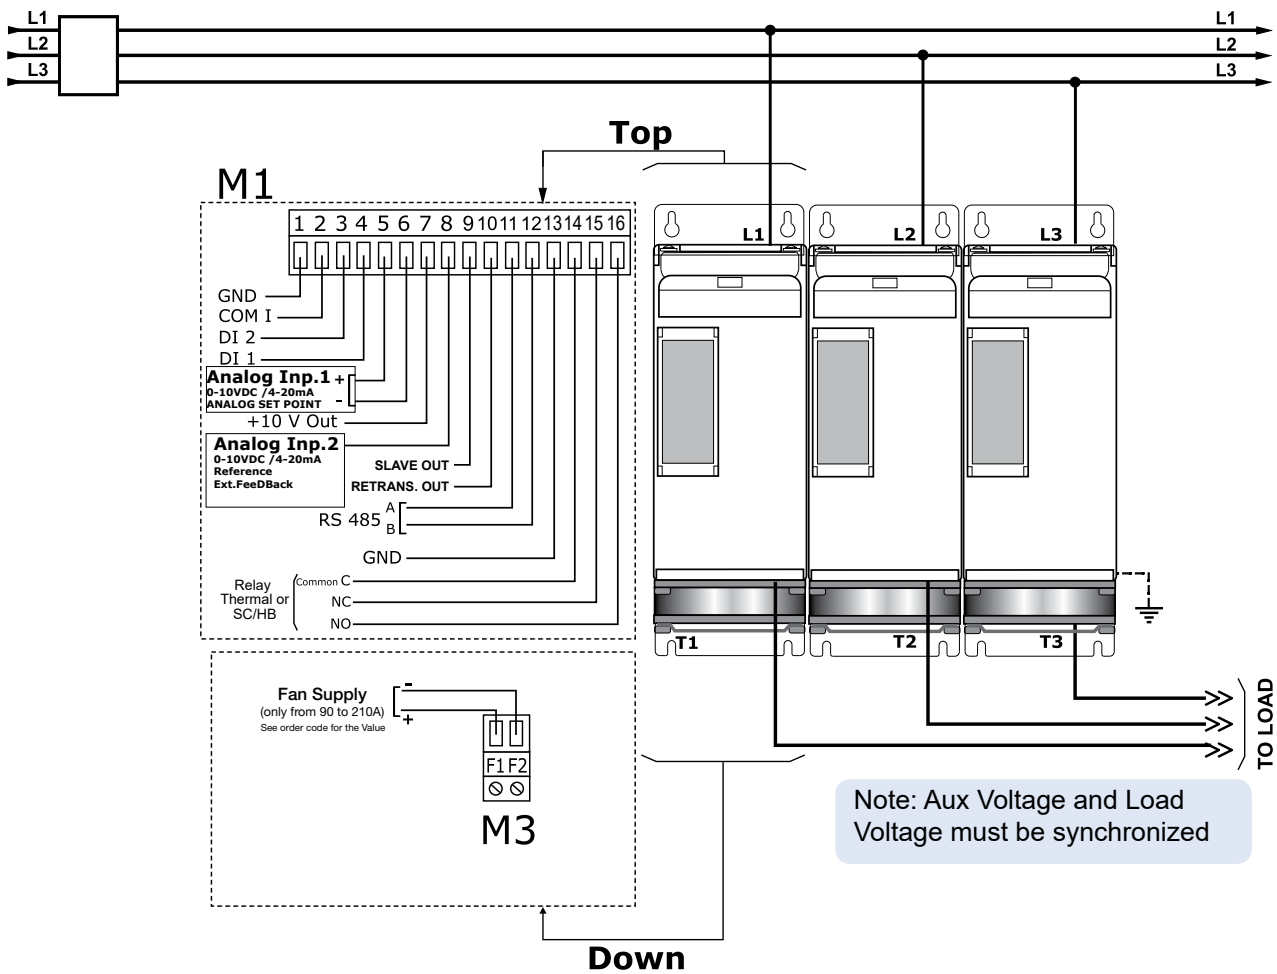 L1
L1
L2
L2
L3
L3
Top
M1
1 2 3 4 5 6 7 8 9 10 11 12 13 14 15 16
L1
L2
L3
GND
COM I
DI 2
DI 1
Analog Inp.1 +
0-10VDC /4-20mA
ANALOG SET POINT -
+10 V Out
Analog Inp.2
0-10VDC /4-20mA
Reference
Ext.FeeDBack
SLAVE OUT
RETRANS. OUT
RS 485 A
B
GND
Relay
Thermal or
SC/HB
Common C
NC
NO
T1
T2
T3
Fan Supply -
(only from 90 to 210A) +
See order code for the Value
F1 F2
M3
TO LOAD
Note: Aux Voltage and Load
Voltage must be synchronized
Down